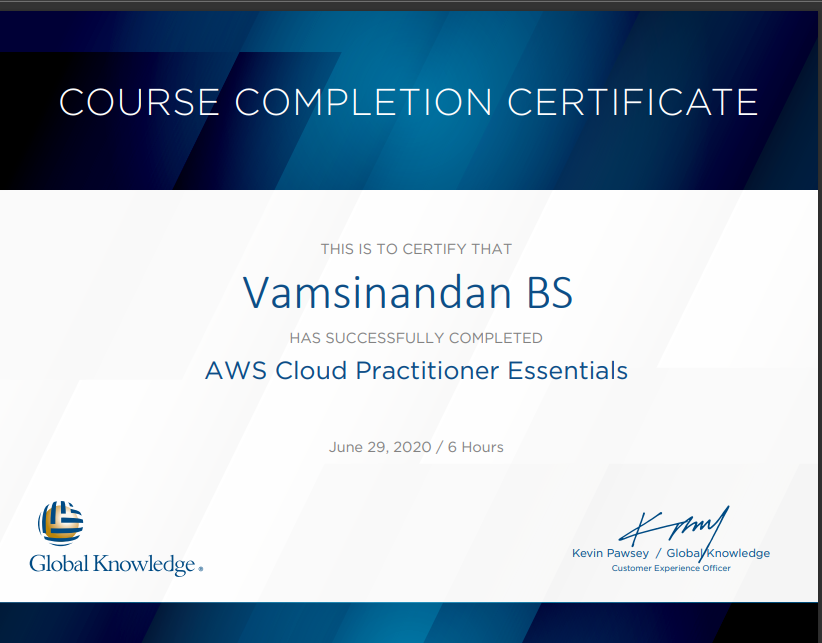 COURSE COMPLETION CERTIFICATE
THIS IS TO CERTIFY THAT
Vamsinandan BS
HAS SUCCESSFULLY COMPLETED
AWS Cloud Practitioner Essentials
June 29, 2020 / 6 Hours
Global Knowledge®
Kevin Pawsey / Global Knowledge
Customer Experience Officer